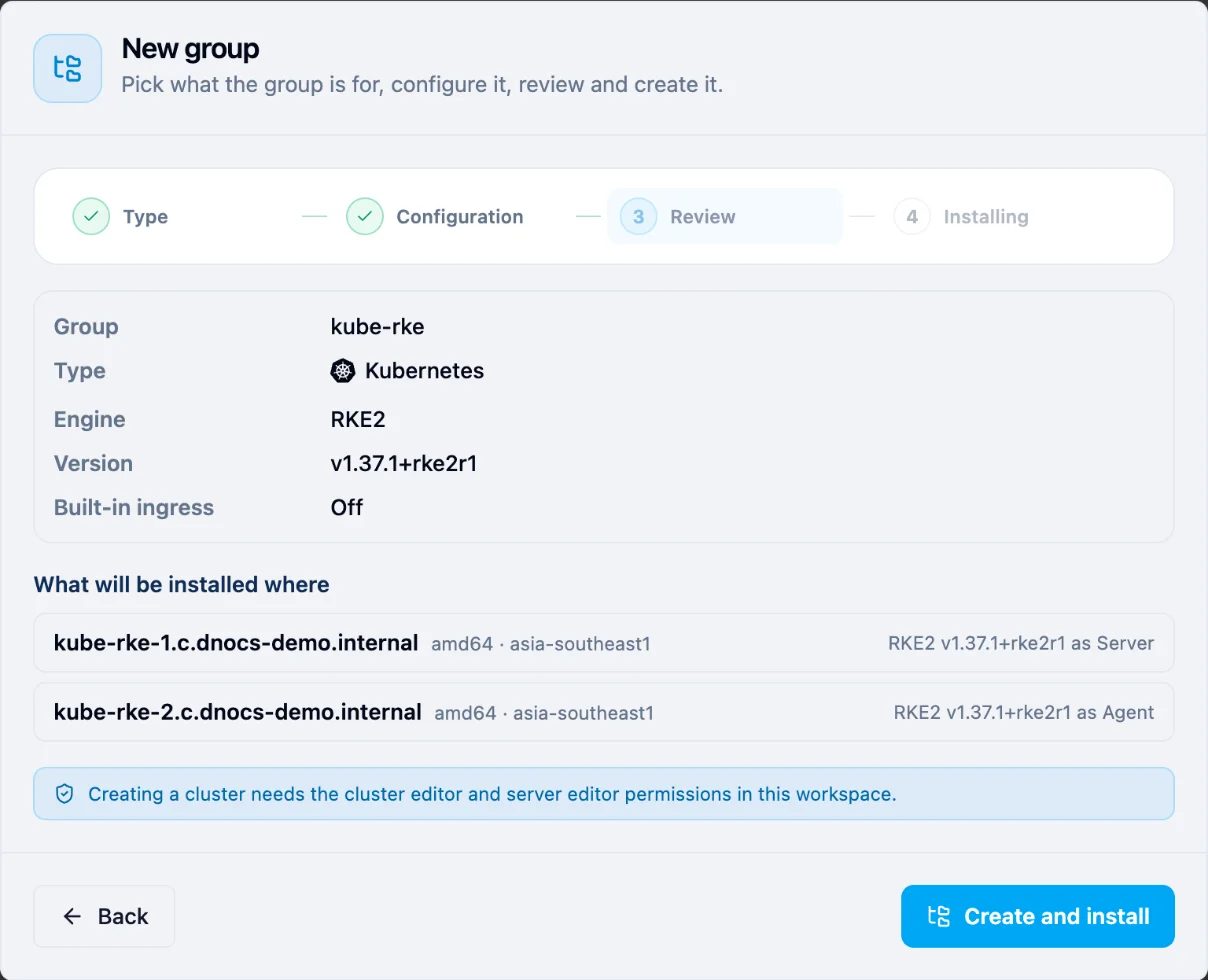 New group
Pick what the group is for, configure it, review and create it.
Type
Configuration
3 Review
4 Installing
Group kube-rke
Type Kubernetes
Engine RKE2
Version v1.37.1+rke2r1
Built-in ingress Off
What will be installed where
kube-rke-1.c.dnocs-demo.internal amd64 · asia-southeast1 RKE2 v1.37.1+rke2r1 as Server
kube-rke-2.c.dnocs-demo.internal amd64 · asia-southeast1 RKE2 v1.37.1+rke2r1 as Agent
Creating a cluster needs the cluster editor and server editor permissions in this workspace.
Back
Create and install